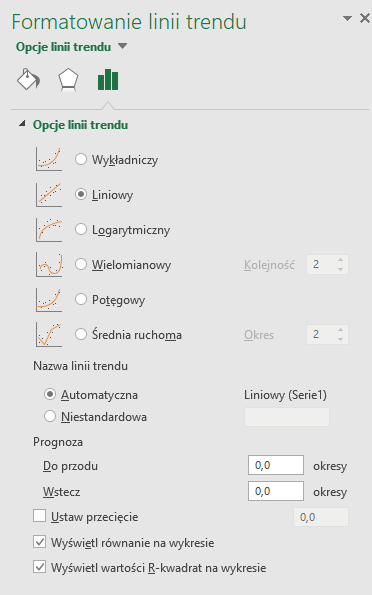 Formatowanie linii trendu
Opcje linii trendu
Opcje linii trendu
Wykładniczy
Liniowy
Logarytmiczny
Wielomianowy Kolejność 2
Potęgowy
Średnia ruchoma Okres 2
Nazwa linii trendu
Automatyczna Liniowy (Serie1)
Niestandardowa
Prognoza
Do przodu 0,0 okresy
Wstecz 0,0 okresy
Ustaw przecięcie 0,0
Wyświetl równanie na wykresie
Wyświetl wartości R-kwadrat na wykresie